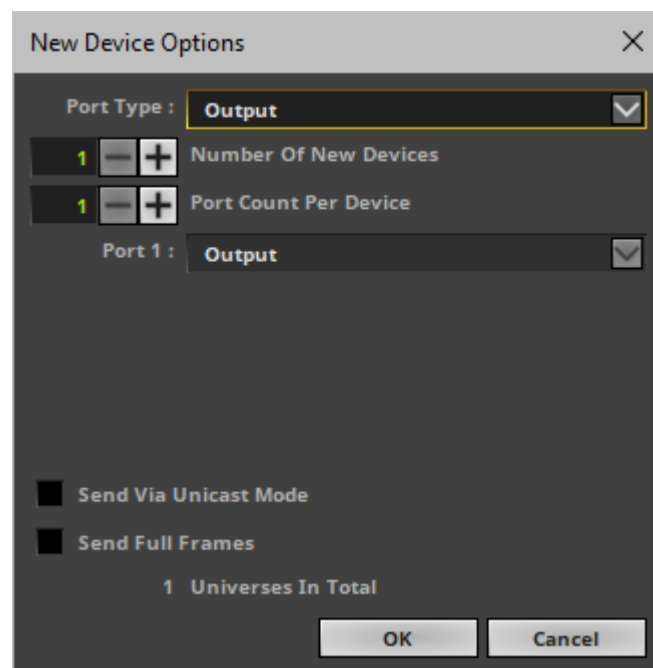 New Device Options
Port Type : Output
1 Number Of New Devices
1 Port Count Per Device
Port 1 : Output
Send Via Unicast Mode
Send Full Frames
1 Universes In Total
OK Cancel